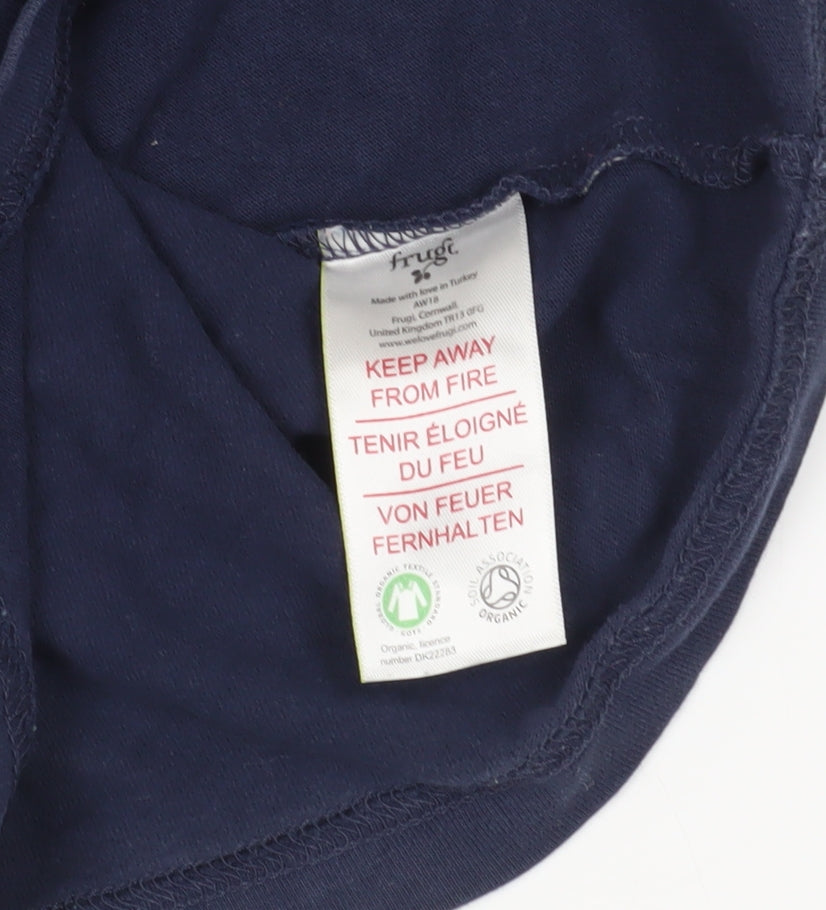 frugi
Made with love in Turkey
AW18
Frugi, Cornwall,
United Kingdom TR13 0FG
www.welovefrugi.com
KEEP AWAY
FROM FIRE
TENIR ÉLOIGNÉ
DU FEU
VON FEUER
FERNHALTEN
GLOBAL ORGANIC TEXTILE STANDARD
GOTS
SOIL ASSOCIATION
ORGANIC
Organic, licence
number DK22283